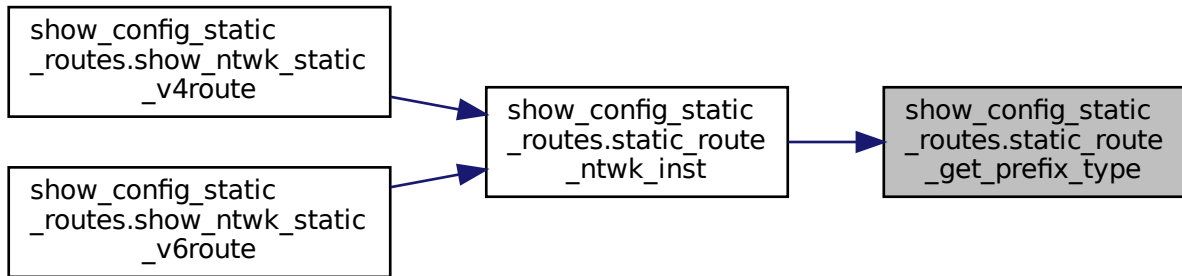 show_config_static
_routes.show_ntwk_static
_v4route
show_config_static
_routes.show_ntwk_static
_v6route
show_config_static
_routes.static_route
_ntwk_inst
show_config_static
_routes.static_route
_get_prefix_type